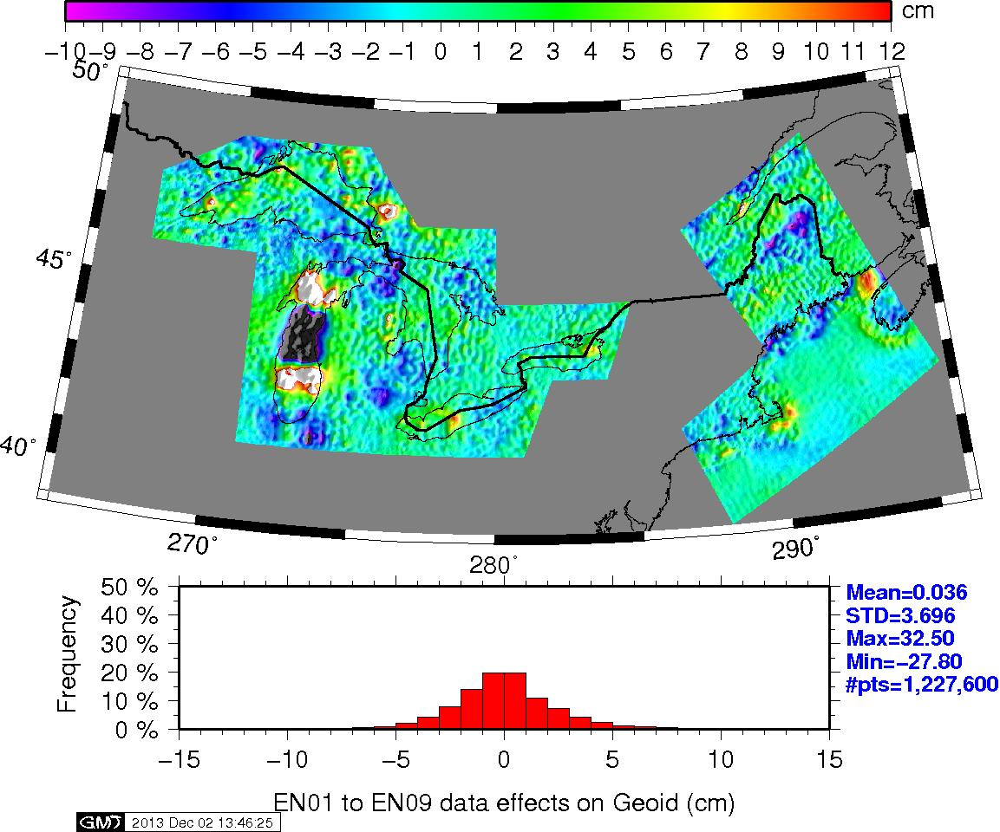 cm
−10 −9 −8 −7 −6 −5 −4 −3 −2 −1 0 1 2 3 4 5 6 7 8 9 10 11 12
50°
45°
40°
270°
280°
290°
50 %
40 %
30 %
20 %
10 %
0 %
Frequency
−15 −10 −5 0 5 10 15
EN01 to EN09 data effects on Geoid (cm)
Mean=0.036
STD=3.696
Max=32.50
Min=−27.80
#pts=1,227,600
GMT 2013 Dec 02 13:46:25